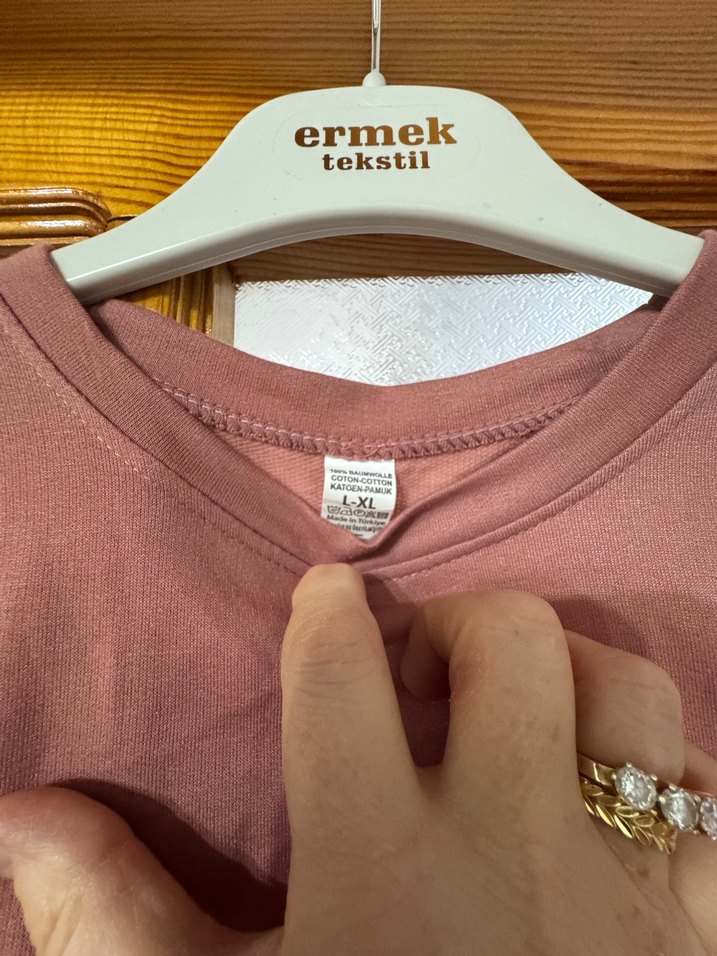 ermek
tekstil
100% BAUMWOLLE
COTON-COTTON
KATOEN-PAMUK
L-XL
Made in Türkiye